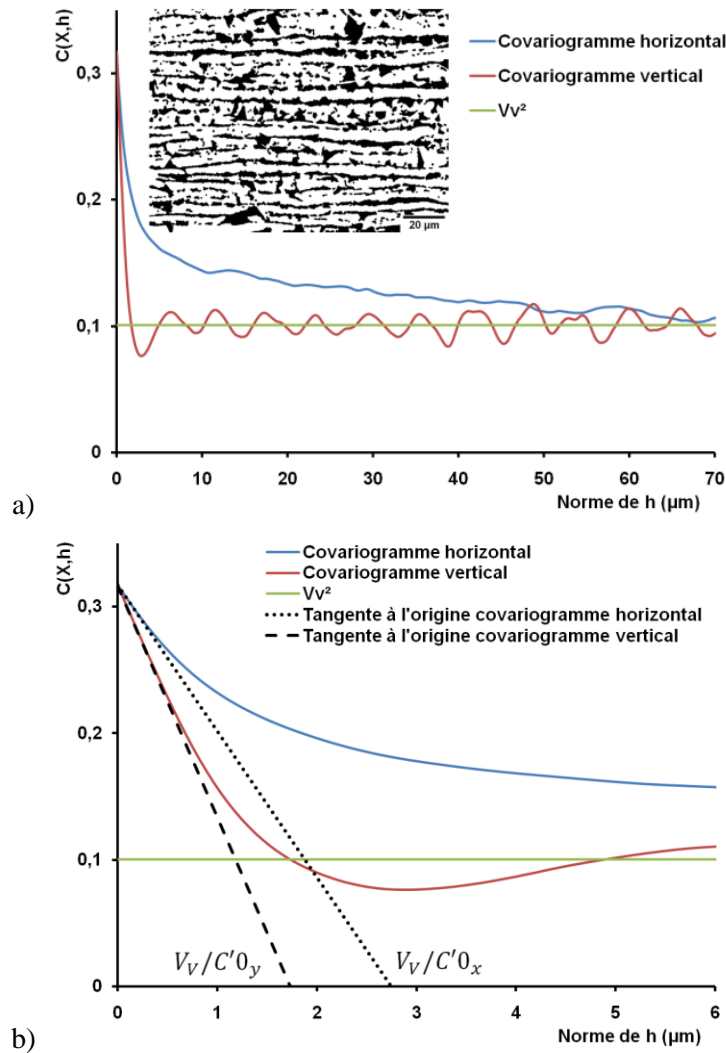 C(X,h)
0,3
0,2
0,1
0
0 10 20 30 40 50 60 70
Norme de h (µm)
Covariogramme horizontal
Covariogramme vertical
Vv²
20 µm
a)
C(X,h)
0,3
0,2
0,1
0
0 1 2 3 4 5 6
Norme de h (µm)
Covariogramme horizontal
Covariogramme vertical
Vv²
Tangente à l'origine covariogramme horizontal
Tangente à l'origine covariogramme vertical
V_V/C'0_y V_V/C'0_x
b)